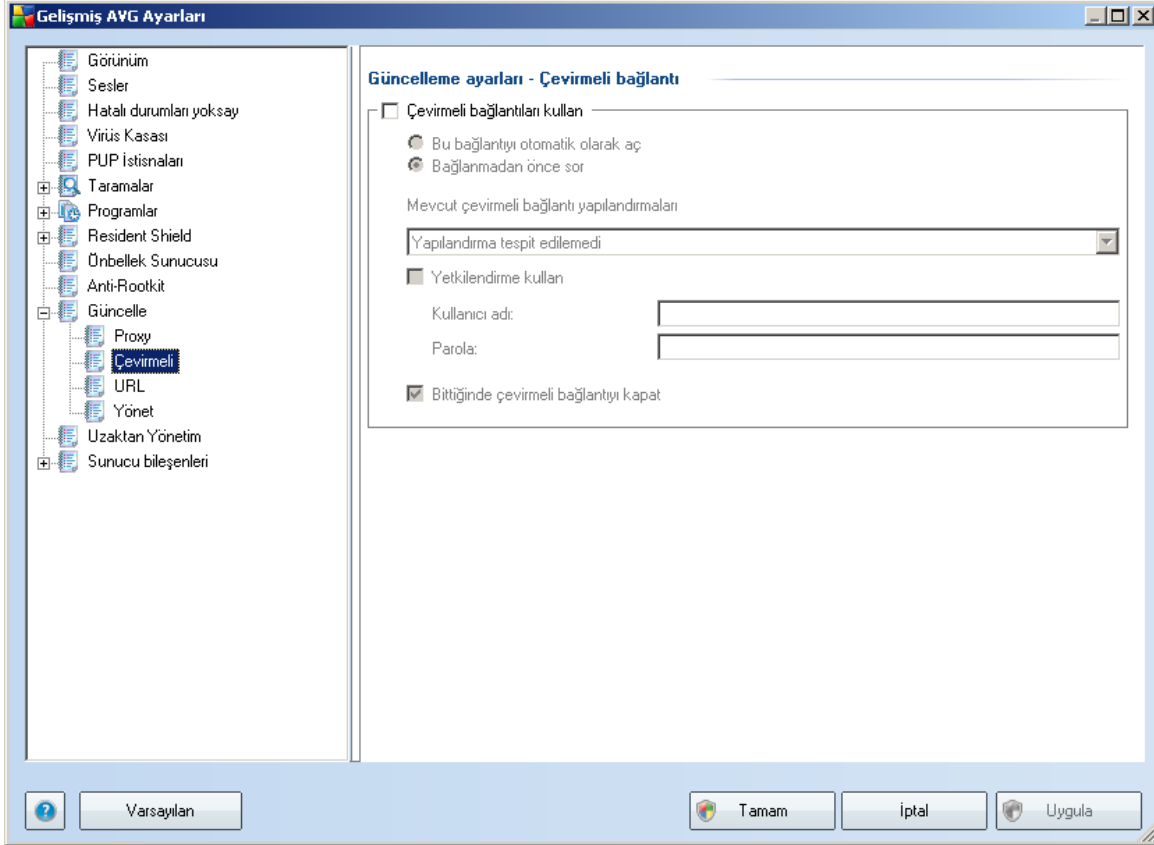 Gelişmiş AVG Ayarları
Görünüm
Sesler
Hatalı durumları yoksay
Virüs Kasası
PUP İstisnaları
Taramalar
Programlar
Resident Shield
Önbellek Sunucusu
Anti-Rootkit
Güncelle
Proxy
Çevirmeli
URL
Yönet
Uzaktan Yönetim
Sunucu bileşenleri
Güncelleme ayarları - Çevirmeli bağlantı
Çevirmeli bağlantıları kullan
Bu bağlantıyı otomatik olarak aç
Bağlanmadan önce sor
Mevcut çevirmeli bağlantı yapılandırmaları
Yapılandırma tespit edilemedi
Yetkilendirme kullan
Kullanıcı adı:
Parola:
Bittiğinde çevirmeli bağlantıyı kapat
?
Varsayılan
Tamam
İptal
Uygula